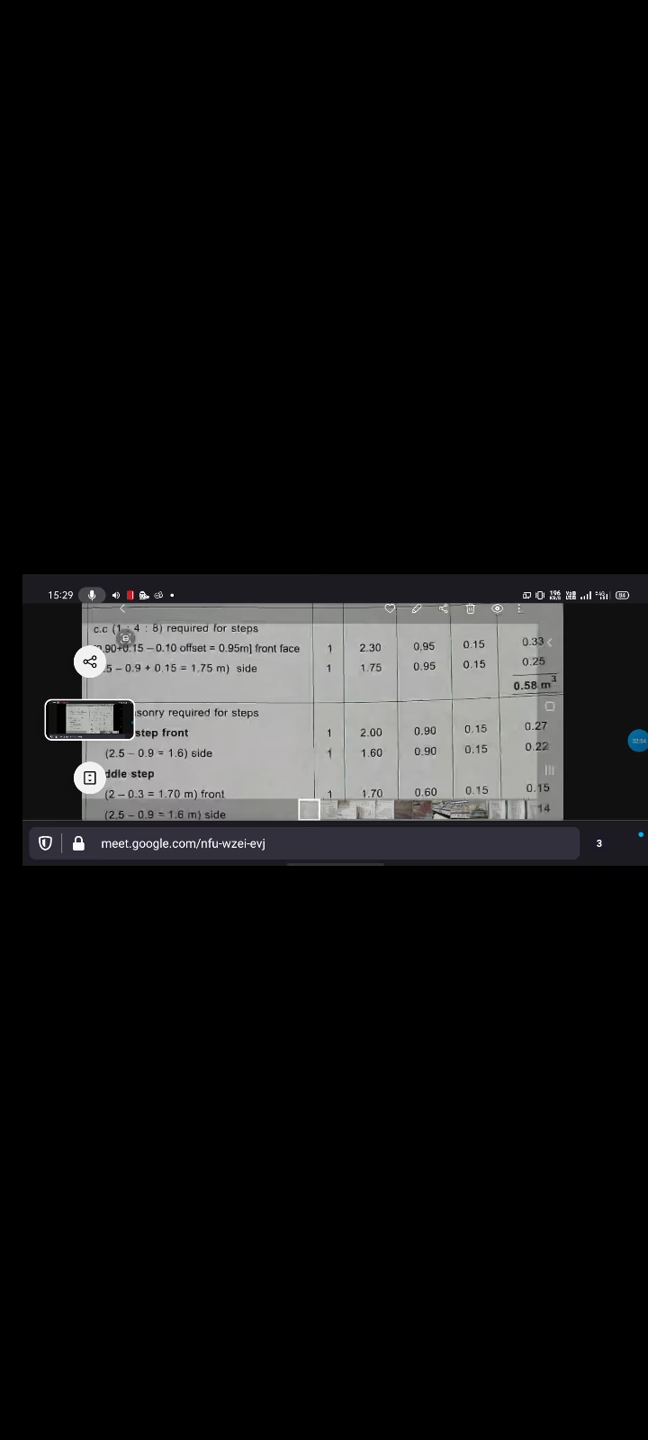 15:29
196 KB/S
84
c.c (1 : 4 : 8) required for steps
0.90+0.15 – 0.10 offset = 0.95m] front face 1 2.30 0.95 0.15 0.33
.5 – 0.9 + 0.15 = 1.75 m) side 1 1.75 0.95 0.15 0.25
0.58 m³
sonry required for steps
step front 1 2.00 0.90 0.15 0.27
(2.5 – 0.9 = 1.6) side 1 1.60 0.90 0.15 0.22
ddle step
(2 – 0.3 = 1.70 m) front 1 1.70 0.60 0.15 0.15
(2.5 – 0.9 = 1.6 m) side 14
meet.google.com/nfu-wzei-evj 3